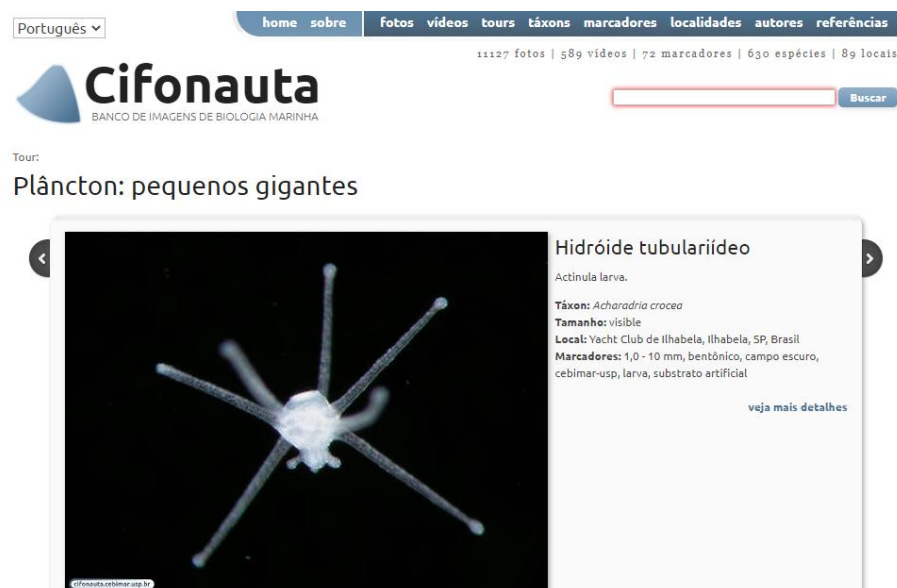 Português
home sobre fotos vídeos tours táxons marcadores localidades autores referências
11127 fotos | 589 vídeos | 72 marcadores | 630 espécies | 89 locais
Cifonauta
BANCO DE IMAGENS DE BIOLOGIA MARINHA
Buscar
Tour:
Plâncton: pequenos gigantes
Hidróide tubulariídeo
Actinula larva.
Táxon: Acharadria crocea
Tamanho: visible
Local: Yacht Club de Ilhabela, Ilhabela, SP, Brasil
Marcadores: 1,0 - 10 mm, bentônico, campo escuro,
cebimar-usp, larva, substrato artificial
veja mais detalhes
cifonauta.cebimar.usp.br